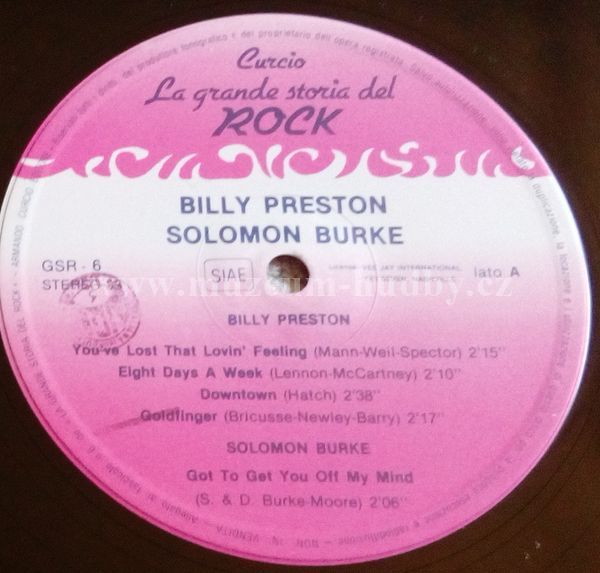 Curcio
La grande storia del
ROCK
BILLY PRESTON
SOLOMON BURKE
GSR - 6
STEREO 33
SIAE
VEE JAY INTERNATIONAL
lato A
www.muzeum-hudby.cz
BILLY PRESTON
You've Lost That Lovin' Feeling (Mann-Weil-Spector) 2'15''
Eight Days A Week (Lennon-McCartney) 2'10''
Downtown (Hatch) 2'38''
Goldfinger (Bricusse-Newley-Barry) 2'17''
SOLOMON BURKE
Got To Get You Off My Mind
(S. & D. Burke-Moore) 2'06''